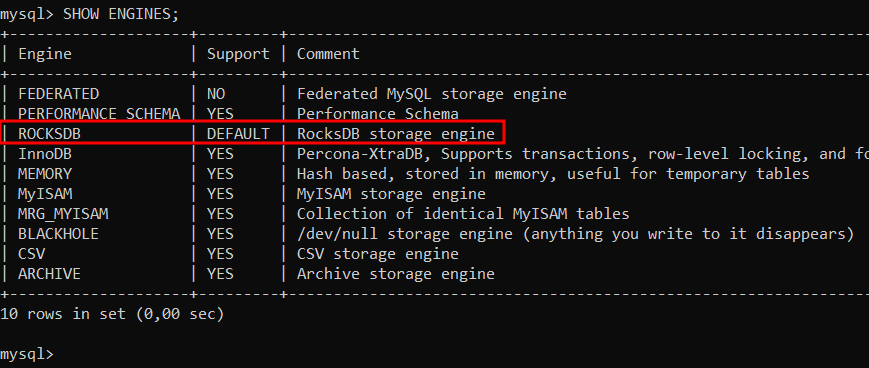 mysql> SHOW ENGINES;
+--------------------+---------+----------------------------------------------------------------
| Engine | Support | Comment
+--------------------+---------+----------------------------------------------------------------
| FEDERATED | NO | Federated MySQL storage engine
| PERFORMANCE_SCHEMA | YES | Performance Schema
| ROCKSDB | DEFAULT | RocksDB storage engine
| InnoDB | YES | Percona-XtraDB, Supports transactions, row-level locking, and fo
| MEMORY | YES | Hash based, stored in memory, useful for temporary tables
| MyISAM | YES | MyISAM storage engine
| MRG_MYISAM | YES | Collection of identical MyISAM tables
| BLACKHOLE | YES | /dev/null storage engine (anything you write to it disappears)
| CSV | YES | CSV storage engine
| ARCHIVE | YES | Archive storage engine
+--------------------+---------+----------------------------------------------------------------
10 rows in set (0,00 sec)
mysql>